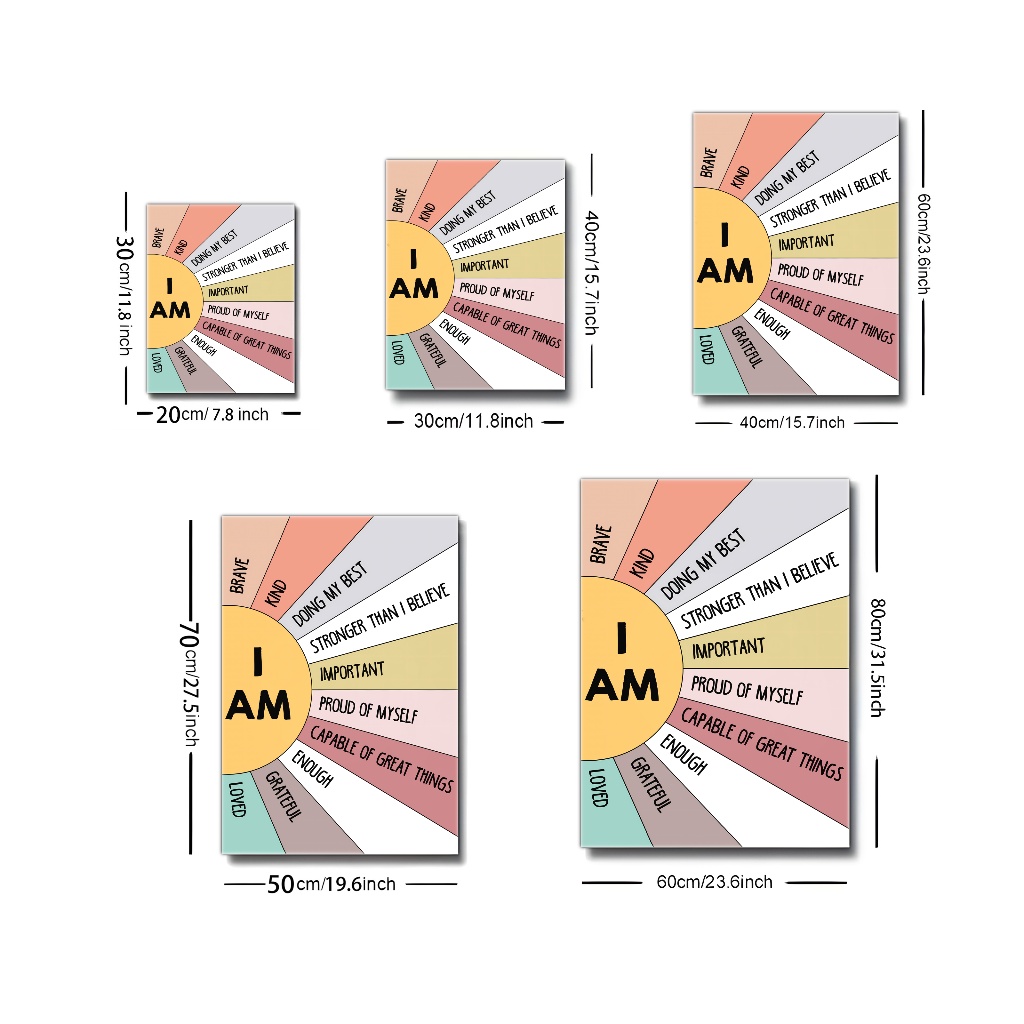 BRAVE
KIND
DOING MY BEST
STRONGER THAN I BELIEVE
IMPORTANT
PROUD OF MYSELF
CAPABLE OF GREAT THINGS
ENOUGH
GRATEFUL
LOVED
I
AM
30cm/11.8 inch
20cm/ 7.8 inch
BRAVE
KIND
DOING MY BEST
STRONGER THAN I BELIEVE
IMPORTANT
PROUD OF MYSELF
CAPABLE OF GREAT THINGS
ENOUGH
GRATEFUL
LOVED
I
AM
40cm/15.7inch
30cm/11.8inch
BRAVE
KIND
DOING MY BEST
STRONGER THAN I BELIEVE
IMPORTANT
PROUD OF MYSELF
CAPABLE OF GREAT THINGS
ENOUGH
GRATEFUL
LOVED
I
AM
60cm/23.6inch
40cm/15.7inch
BRAVE
KIND
DOING MY BEST
STRONGER THAN I BELIEVE
IMPORTANT
PROUD OF MYSELF
CAPABLE OF GREAT THINGS
ENOUGH
GRATEFUL
LOVED
I
AM
70cm/27.5inch
50cm/19.6inch
BRAVE
KIND
DOING MY BEST
STRONGER THAN I BELIEVE
IMPORTANT
PROUD OF MYSELF
CAPABLE OF GREAT THINGS
ENOUGH
GRATEFUL
LOVED
I
AM
80cm/31.5inch
60cm/23.6inch